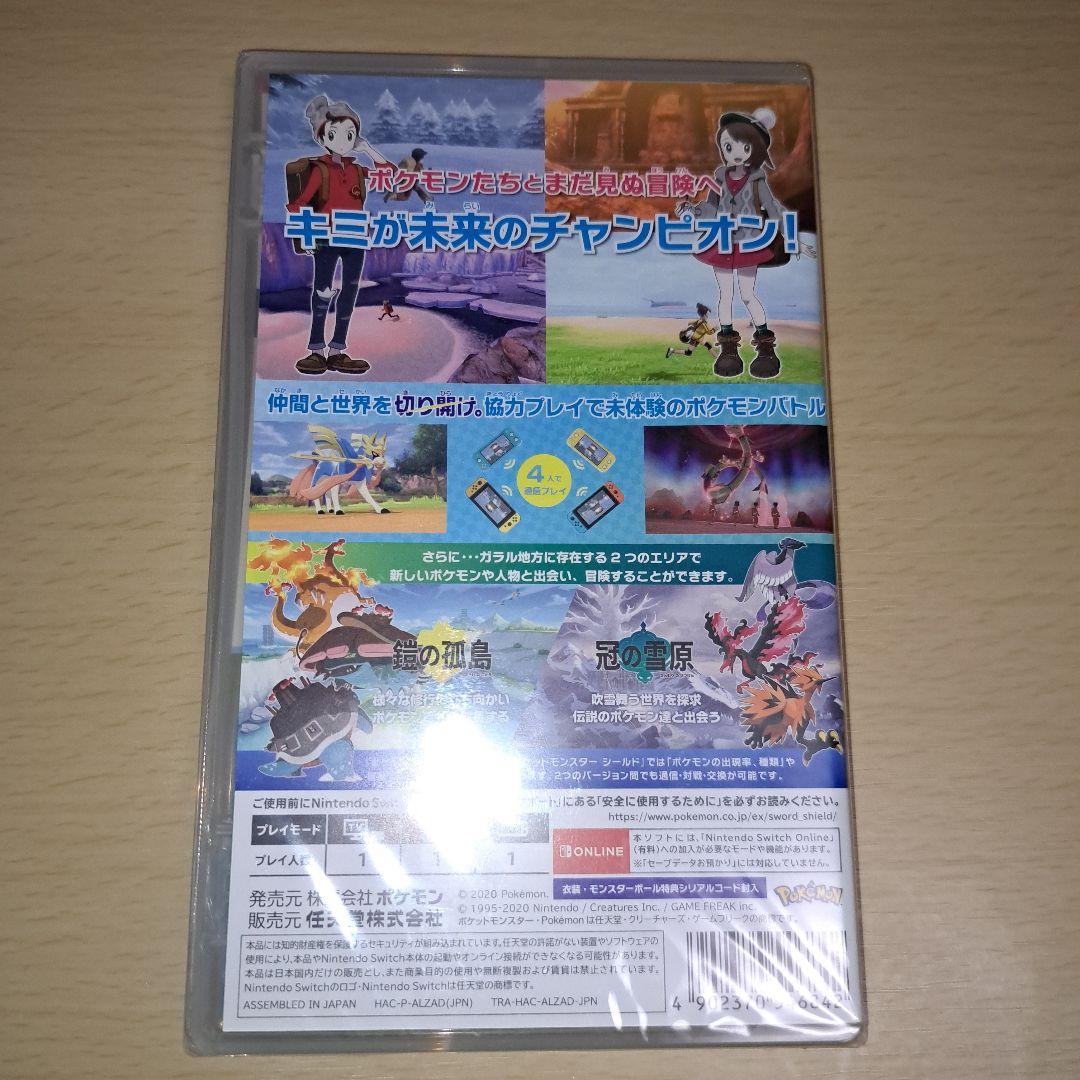 ポケモンたちとまだ見ぬ冒険へ
キミが未来のチャンピオン!
仲間と世界を切り開け。協力プレイで未体験のポケモンバトル
4人で
通信プレイ
さらに・・・ガラル地方に存在する2つのエリアで
新しいポケモンや人物と出会い、冒険することができます。
鎧の孤島
冠の雪原
吹雪舞う世界を探求
伝説のポケモン達と出会う
ットモンスター シールド」では「ポケモンの出現率、種類」や
2つのバージョン間でも通信・対戦・交換が可能です。
ご使用前にNintendo Swit
ポート」にある「安全に使用するために」を必ずお読みください。
https://www.pokemon.co.jp/ex/sword_shield/
プレイモード TV
プレイ人数 1 1 1
ONLINE
本ソフトには、「Nintendo Switch Online」
(有料)への加入が必要なモードや機能があります。
※「セーブデータお預かり」には対応していません。
発売元 株式会社 ポケモン
販売元 任天堂株式会社
衣装・モンスターボール特典シリアルコード封入
POKéMON
© 2020 Pokémon.
© 1995-2020 Nintendo / Creatures Inc. / GAME FREAK inc.
ポケットモンスター・Pokémonは任天堂・クリーチャーズ・ゲームフリークの商標です。
本品には知的財産権を保護するセキュリティが組み込まれています。任天堂の許諾がない装置やソフトウェアの
使用により、本品やNintendo Switch本体の起動やオンライン接続ができなくなる可能性があります。
本品は日本国内だけの販売とし、また商業目的の使用や無断複製および賃貸は禁止されています。
Nintendo Switchのロゴ・Nintendo Switchは任天堂の商標です。
ASSEMBLED IN JAPAN HAC-P-ALZAD(JPN) TRA-HAC-ALZAD-JPN
4 902370